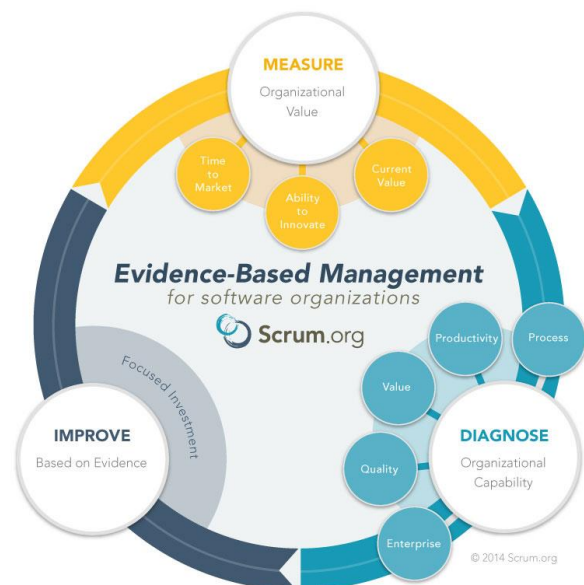 MEASURE
Organizational
Value
Time
to
Market
Ability
to
Innovate
Current
Value
Evidence-Based Management
for software organizations
Scrum.org
Productivity
Process
Value
Quality
Enterprise
DIAGNOSE
Organizational
Capability
Focused Investment
IMPROVE
Based on Evidence
© 2014 Scrum.org